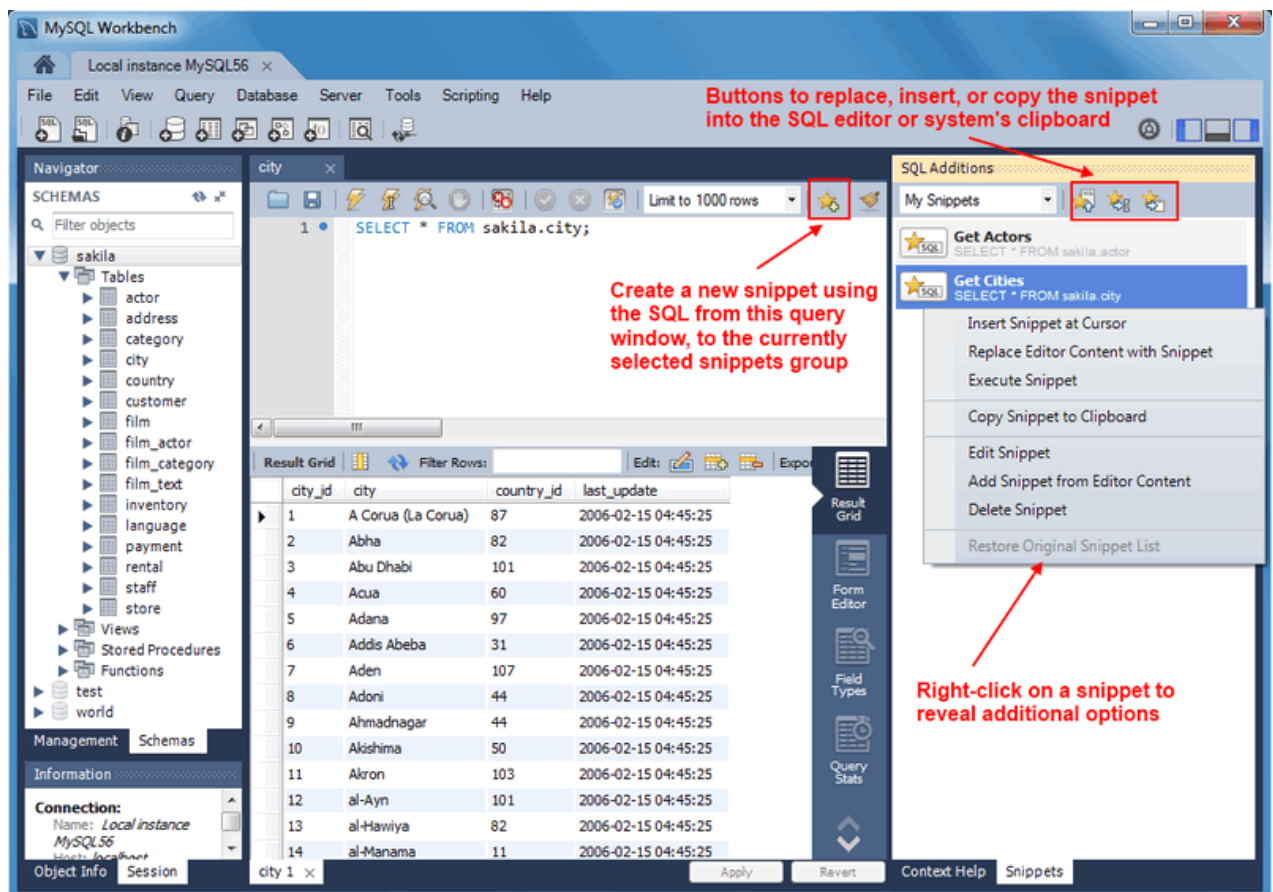 MySQL Workbench
Local instance MySQL56
File Edit View Query Database Server Tools Scripting Help
Buttons to replace, insert, or copy the snippet
into the SQL editor or system's clipboard
Navigator
SCHEMAS
Filter objects
sakila
Tables
actor
address
category
city
country
customer
film
film_actor
film_category
film_text
inventory
language
payment
rental
staff
store
Views
Stored Procedures
Functions
test
world
Management Schemas
Information
Connection:
Name: Local instance
MySQL56
Host: localhost
Object Info Session
city
Limit to 1000 rows
1 SELECT * FROM sakila.city;
Create a new snippet using
the SQL from this query
window, to the currently
selected snippets group
Result Grid Filter Rows: Edit: Expor
city_id city country_id last_update
1 A Corua (La Corua) 87 2006-02-15 04:45:25
2 Abha 82 2006-02-15 04:45:25
3 Abu Dhabi 101 2006-02-15 04:45:25
4 Acua 60 2006-02-15 04:45:25
5 Adana 97 2006-02-15 04:45:25
6 Addis Abeba 31 2006-02-15 04:45:25
7 Aden 107 2006-02-15 04:45:25
8 Adoni 44 2006-02-15 04:45:25
9 Ahmadnagar 44 2006-02-15 04:45:25
10 Akishima 50 2006-02-15 04:45:25
11 Akron 103 2006-02-15 04:45:25
12 al-Ayn 101 2006-02-15 04:45:25
13 al-Hawiya 82 2006-02-15 04:45:25
14 al-Manama 11 2006-02-15 04:45:25
Result
Grid
Form
Editor
Field
Types
Query
Stats
city 1
Apply Revert
SQL Additions
My Snippets
SQL
Get Actors
SELECT * FROM sakila.actor
SQL
Get Cities
SELECT * FROM sakila.city
Insert Snippet at Cursor
Replace Editor Content with Snippet
Execute Snippet
Copy Snippet to Clipboard
Edit Snippet
Add Snippet from Editor Content
Delete Snippet
Restore Original Snippet List
Right-click on a snippet to
reveal additional options
Context Help Snippets